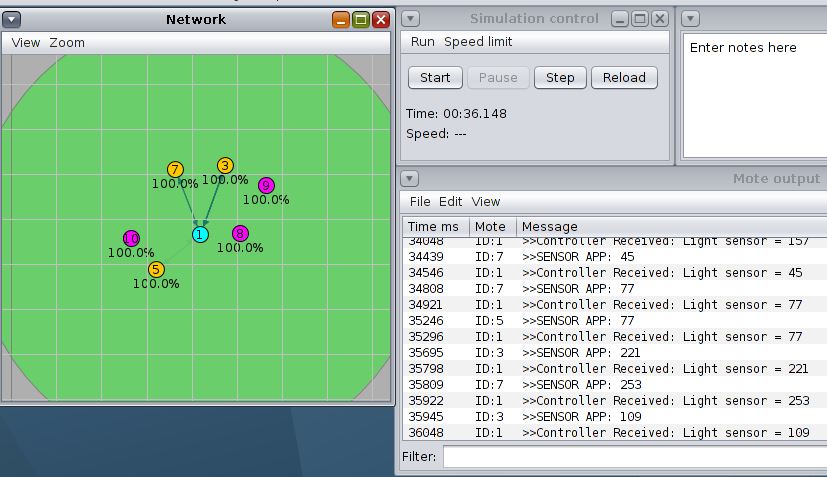 Network
View Zoom
7
3
100.0%
100.0%
9
100.0%
1
10
8
100.0%
100.0%
5
100.0%
Simulation control
Run Speed limit
Start Pause Step Reload
Time: 00:36.148
Speed: ---
Enter notes here
Mote output
File Edit View
Time ms Mote Message
34048 ID:1 >>Controller Received: Light sensor = 157
34439 ID:7 >>SENSOR APP: 45
34546 ID:1 >>Controller Received: Light sensor = 45
34808 ID:7 >>SENSOR APP: 77
34921 ID:1 >>Controller Received: Light sensor = 77
35246 ID:5 >>SENSOR APP: 77
35296 ID:1 >>Controller Received: Light sensor = 77
35695 ID:3 >>SENSOR APP: 221
35798 ID:1 >>Controller Received: Light sensor = 221
35809 ID:7 >>SENSOR APP: 253
35922 ID:1 >>Controller Received: Light sensor = 253
35945 ID:3 >>SENSOR APP: 109
36048 ID:1 >>Controller Received: Light sensor = 109
Filter: